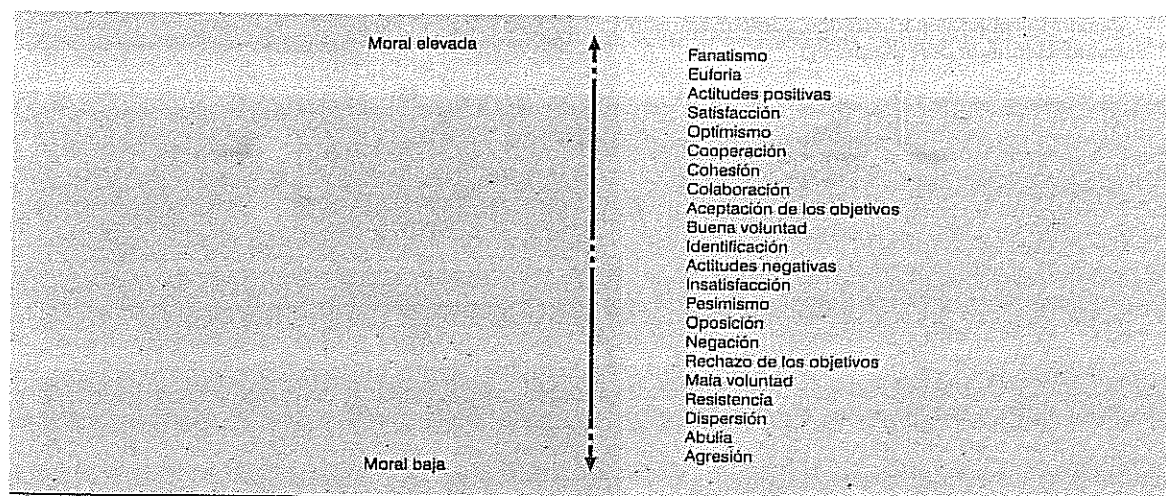 Moral elevada
Fanatismo
Euforia
Actitudes positivas
Satisfacción
Optimismo
Cooperación
Cohesión
Colaboración
Aceptación de los objetivos
Buena voluntad
Identificación
Actitudes negativas
Insatisfacción
Pesimismo
Oposición
Negación
Rechazo de los objetivos
Mala voluntad
Resistencia
Dispersión
Abulia
Agresión
Moral baja